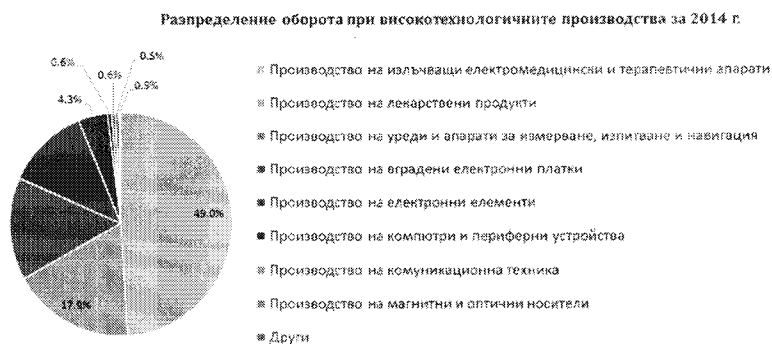 Разпределение оборота при високотехнологичните производства за 2014 г.
0.5%
0.6%
0.6%
0.9%
4.3%
49.0%
17.9%
Производство на излъчващи електромедицински и терапевтични апарати
Производство на лекарствени продукти
Производство на уреди и апарати за измерване, изпитване и навигация
Производство на вградени електронни платки
Производство на електронни елементи
Производство на компютри и периферни устройства
Производство на комуникационна техника
Производство на магнитни и оптични носители
Други